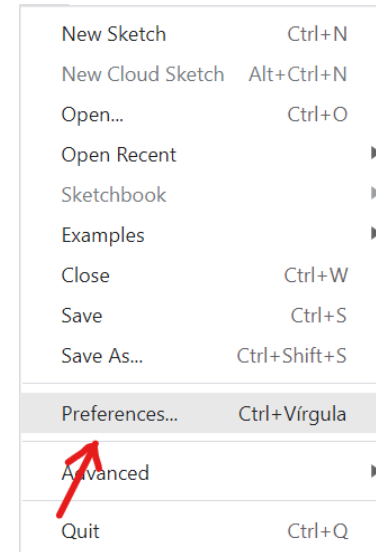 New Sketch Ctrl+N
New Cloud Sketch Alt+Ctrl+N
Open... Ctrl+O
Open Recent
Sketchbook
Examples
Close Ctrl+W
Save Ctrl+S
Save As... Ctrl+Shift+S
Preferences... Ctrl+Vírgula
Advanced
Quit Ctrl+Q